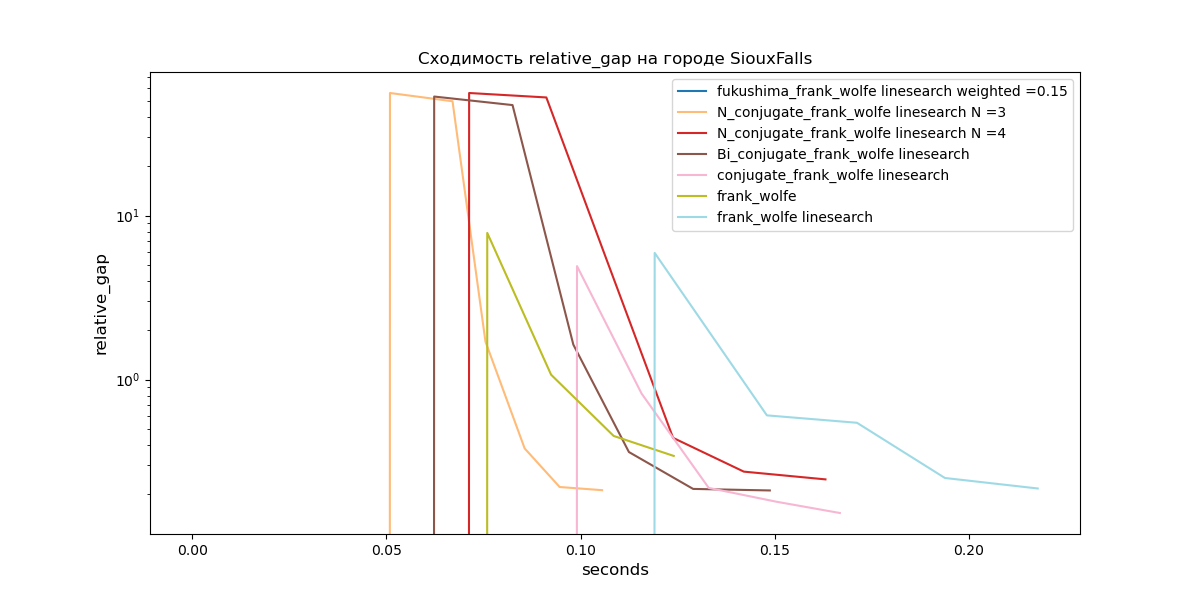 Сходимость relative_gap на городе SiouxFalls
fukushima_frank_wolfe linesearch weighted =0.15
N_conjugate_frank_wolfe linesearch N =3
N_conjugate_frank_wolfe linesearch N =4
Bi_conjugate_frank_wolfe linesearch
conjugate_frank_wolfe linesearch
frank_wolfe
frank_wolfe linesearch
relative_gap
10¹
10⁰
0.00 0.05 0.10 0.15 0.20
seconds